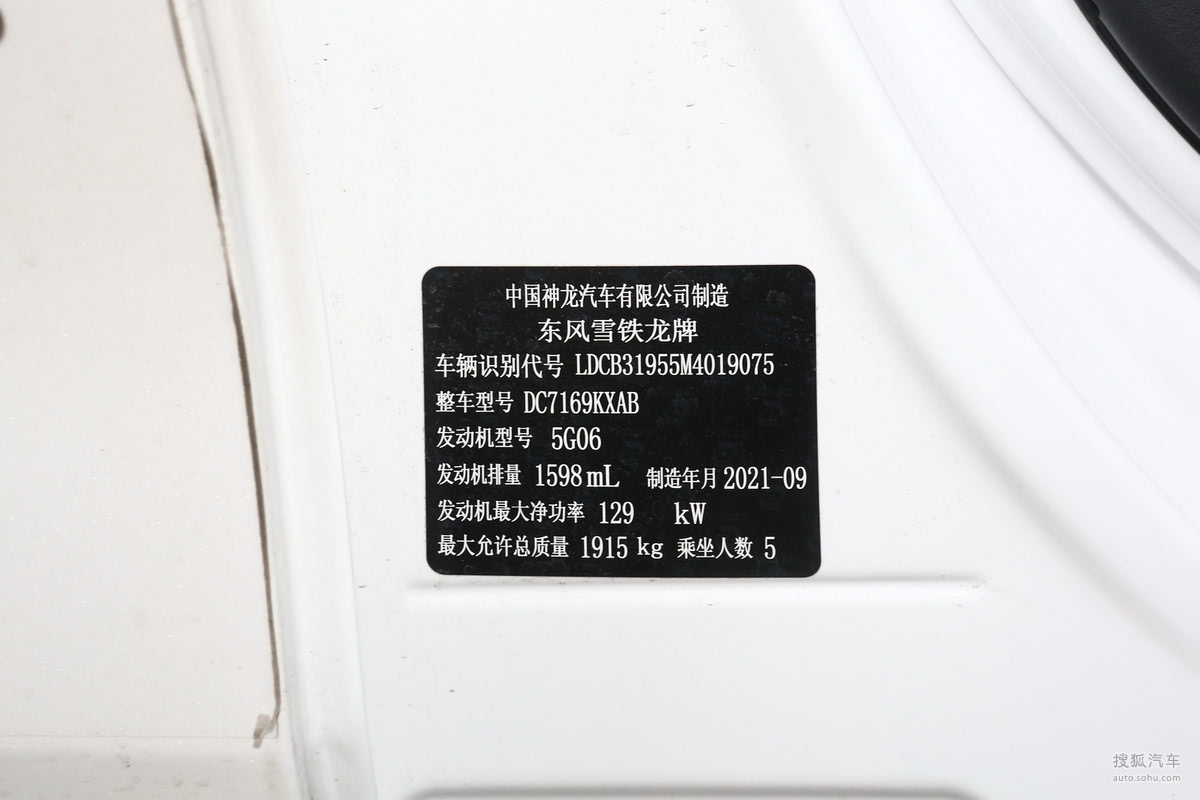 中国神龙汽车有限公司制造
东风雪铁龙牌
车辆识别代号 LDCB31955M4019075
整车型号 DC7169KXAB
发动机型号 5G06
发动机排量 1598 mL 制造年月 2021-09
发动机最大净功率 129 kW
最大允许总质量 1915 kg 乘坐人数 5
搜狐汽车
auto.sohu.com